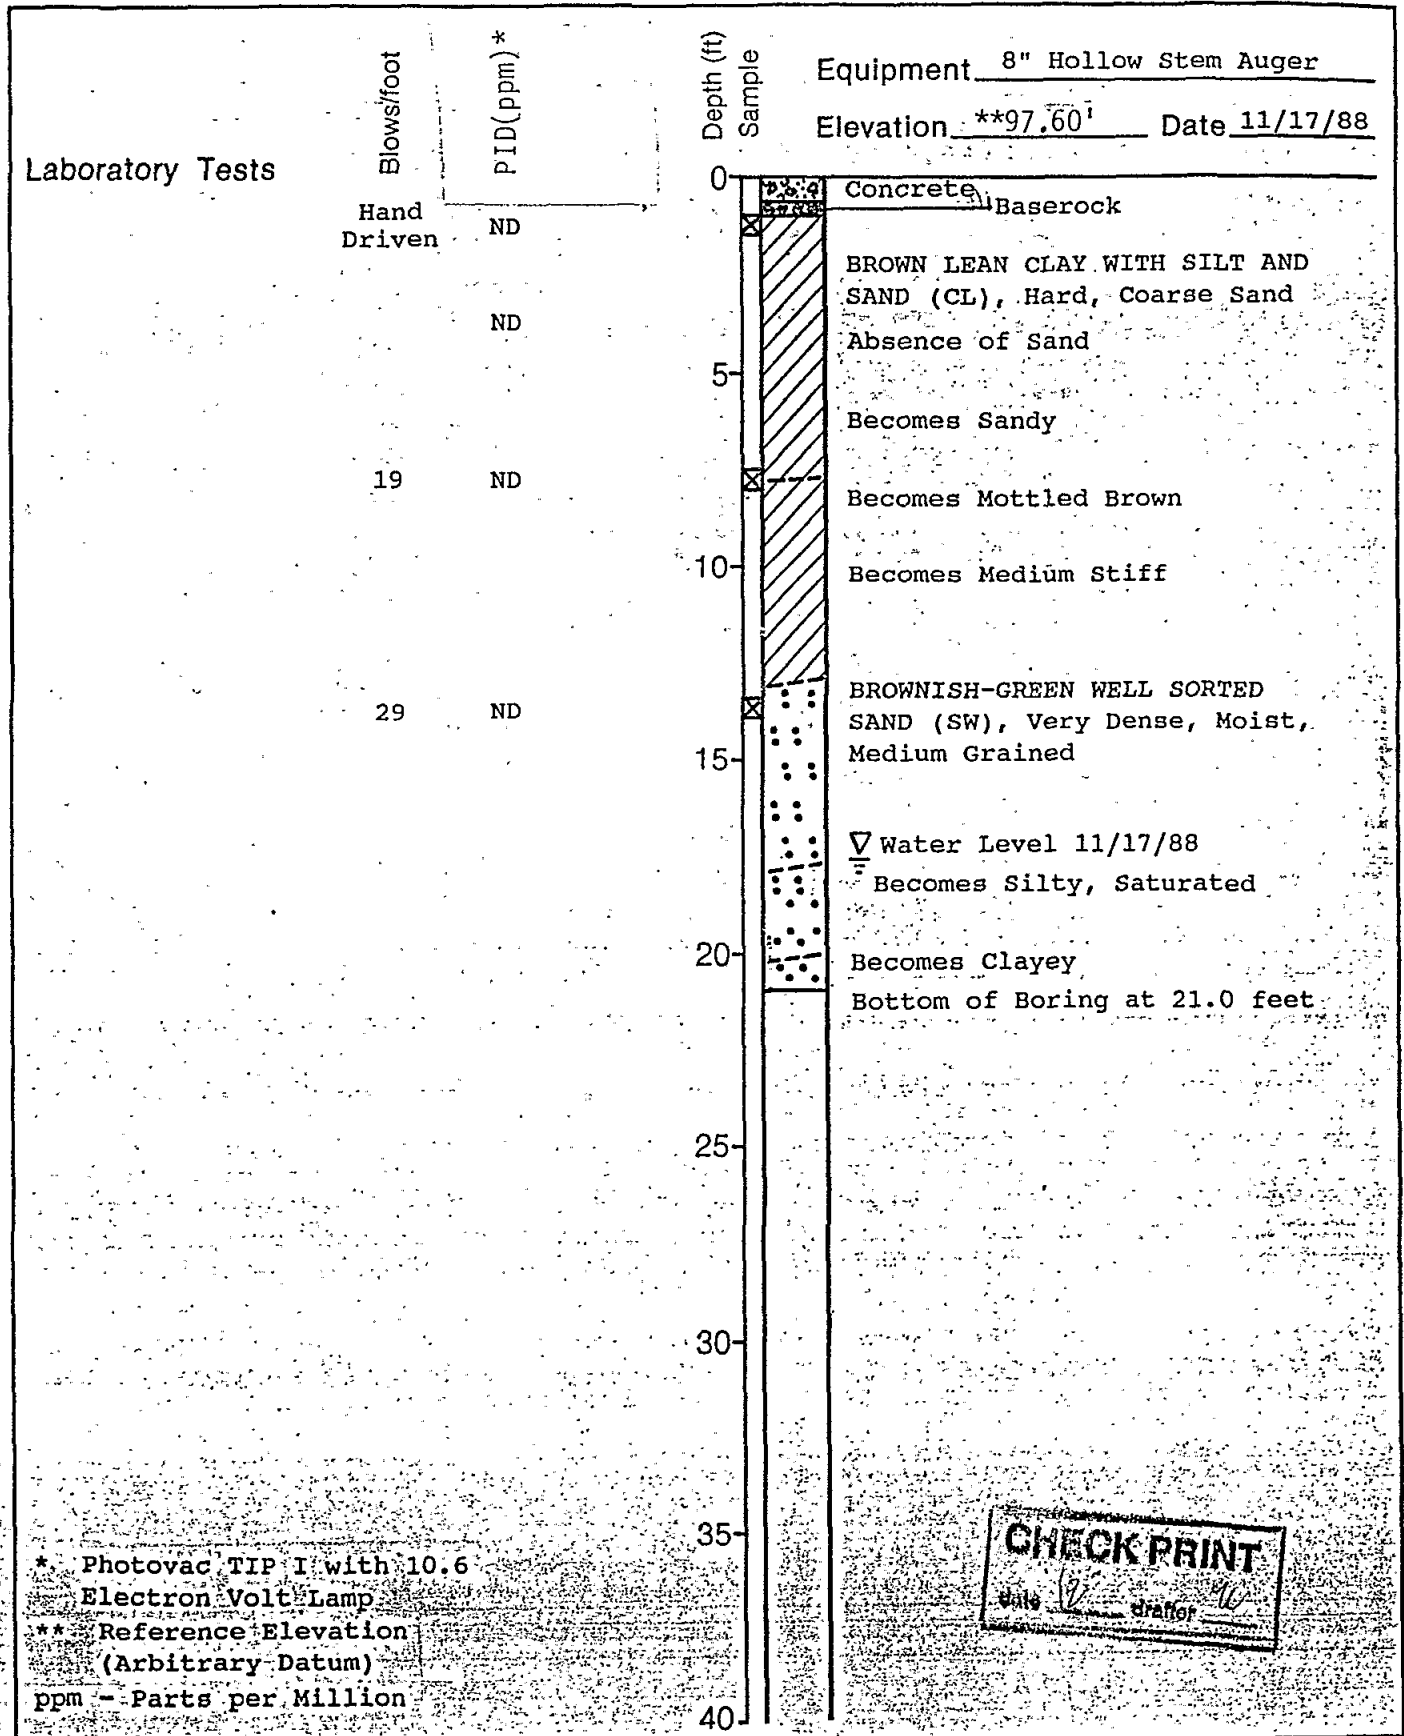 Equipment 8" Hollow Stem Auger
Elevation **97.60' Date 11/17/88
Laboratory Tests
Blows/foot
PID(ppm)*
Depth (ft)
Sample
0
Concrete
Baserock
Hand
Driven
ND
BROWN LEAN CLAY WITH SILT AND
SAND (CL), Hard, Coarse Sand
ND
Absence of Sand
5
Becomes Sandy
19 ND
Becomes Mottled Brown
10
Becomes Medium Stiff
BROWNISH-GREEN WELL SORTED
SAND (SW), Very Dense, Moist,
Medium Grained
29 ND
15
Water Level 11/17/88
Becomes Silty, Saturated
20
Becomes Clayey
Bottom of Boring at 21.0 feet
25
30
35
40
* Photovac TIP I with 10.6
Electron Volt Lamp
** Reference Elevation
(Arbitrary Datum)
ppm - Parts per Million
CHECK PRINT
date drafter